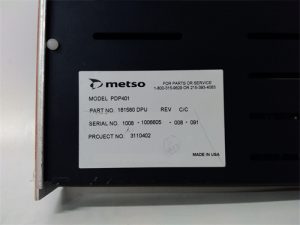 metso
FOR PARTS OR SERVICE
1-800-315-9929 OR 215-393-4083
MODEL PDP401
PART NO. 181580 DPU REV C/C
SERIAL NO. 1008 - 1006605 - 008 - 091
PROJECT NO. 3110402
MADE IN USA